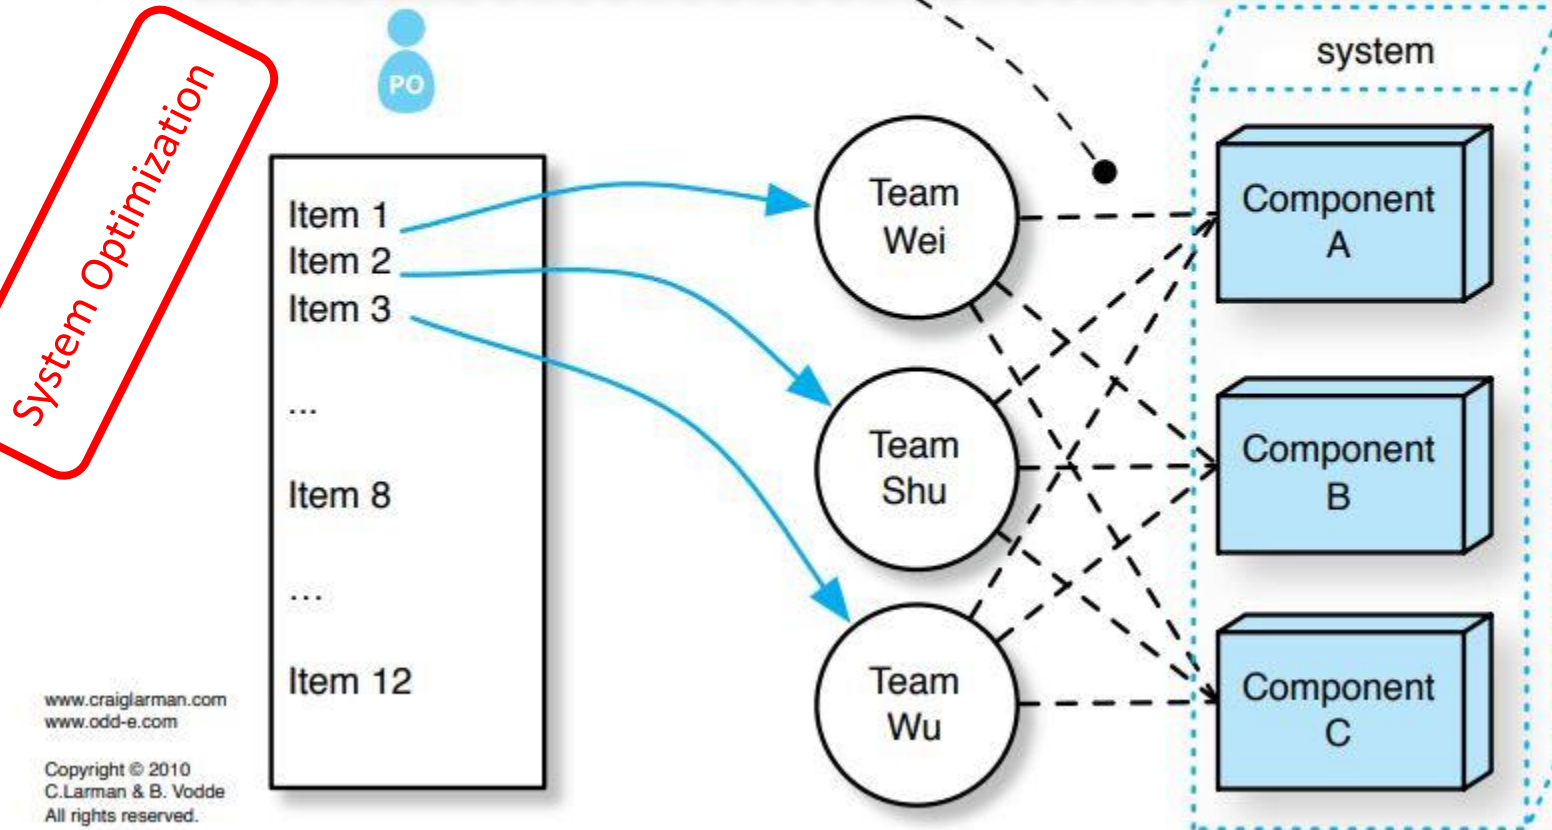 System Optimization
PO
system
Item 1
Item 2
Item 3
...
Item 8
...
Item 12
Team
Wei
Team
Shu
Team
Wu
Component
A
Component
B
Component
C
www.craiglarman.com
www.odd-e.com
Copyright © 2010
C.Larman & B. Vodde
All rights reserved.